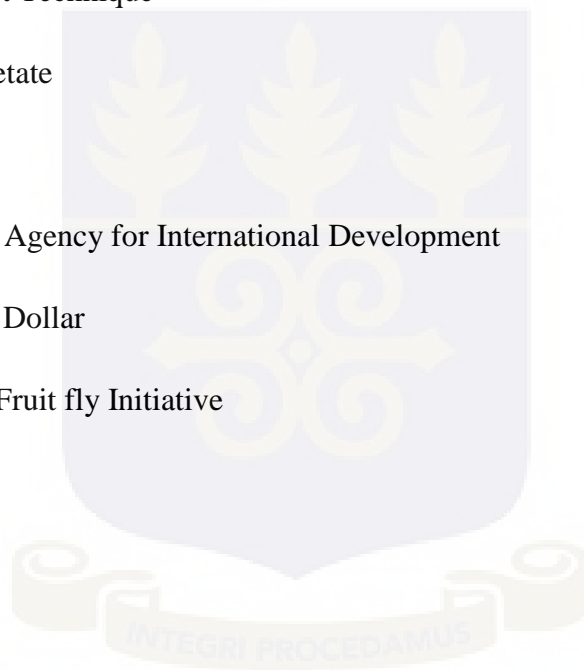 Technique
etate
Agency for International Development
Dollar
Fruit fly Initiative
INTEGRI PROCEDAMUS